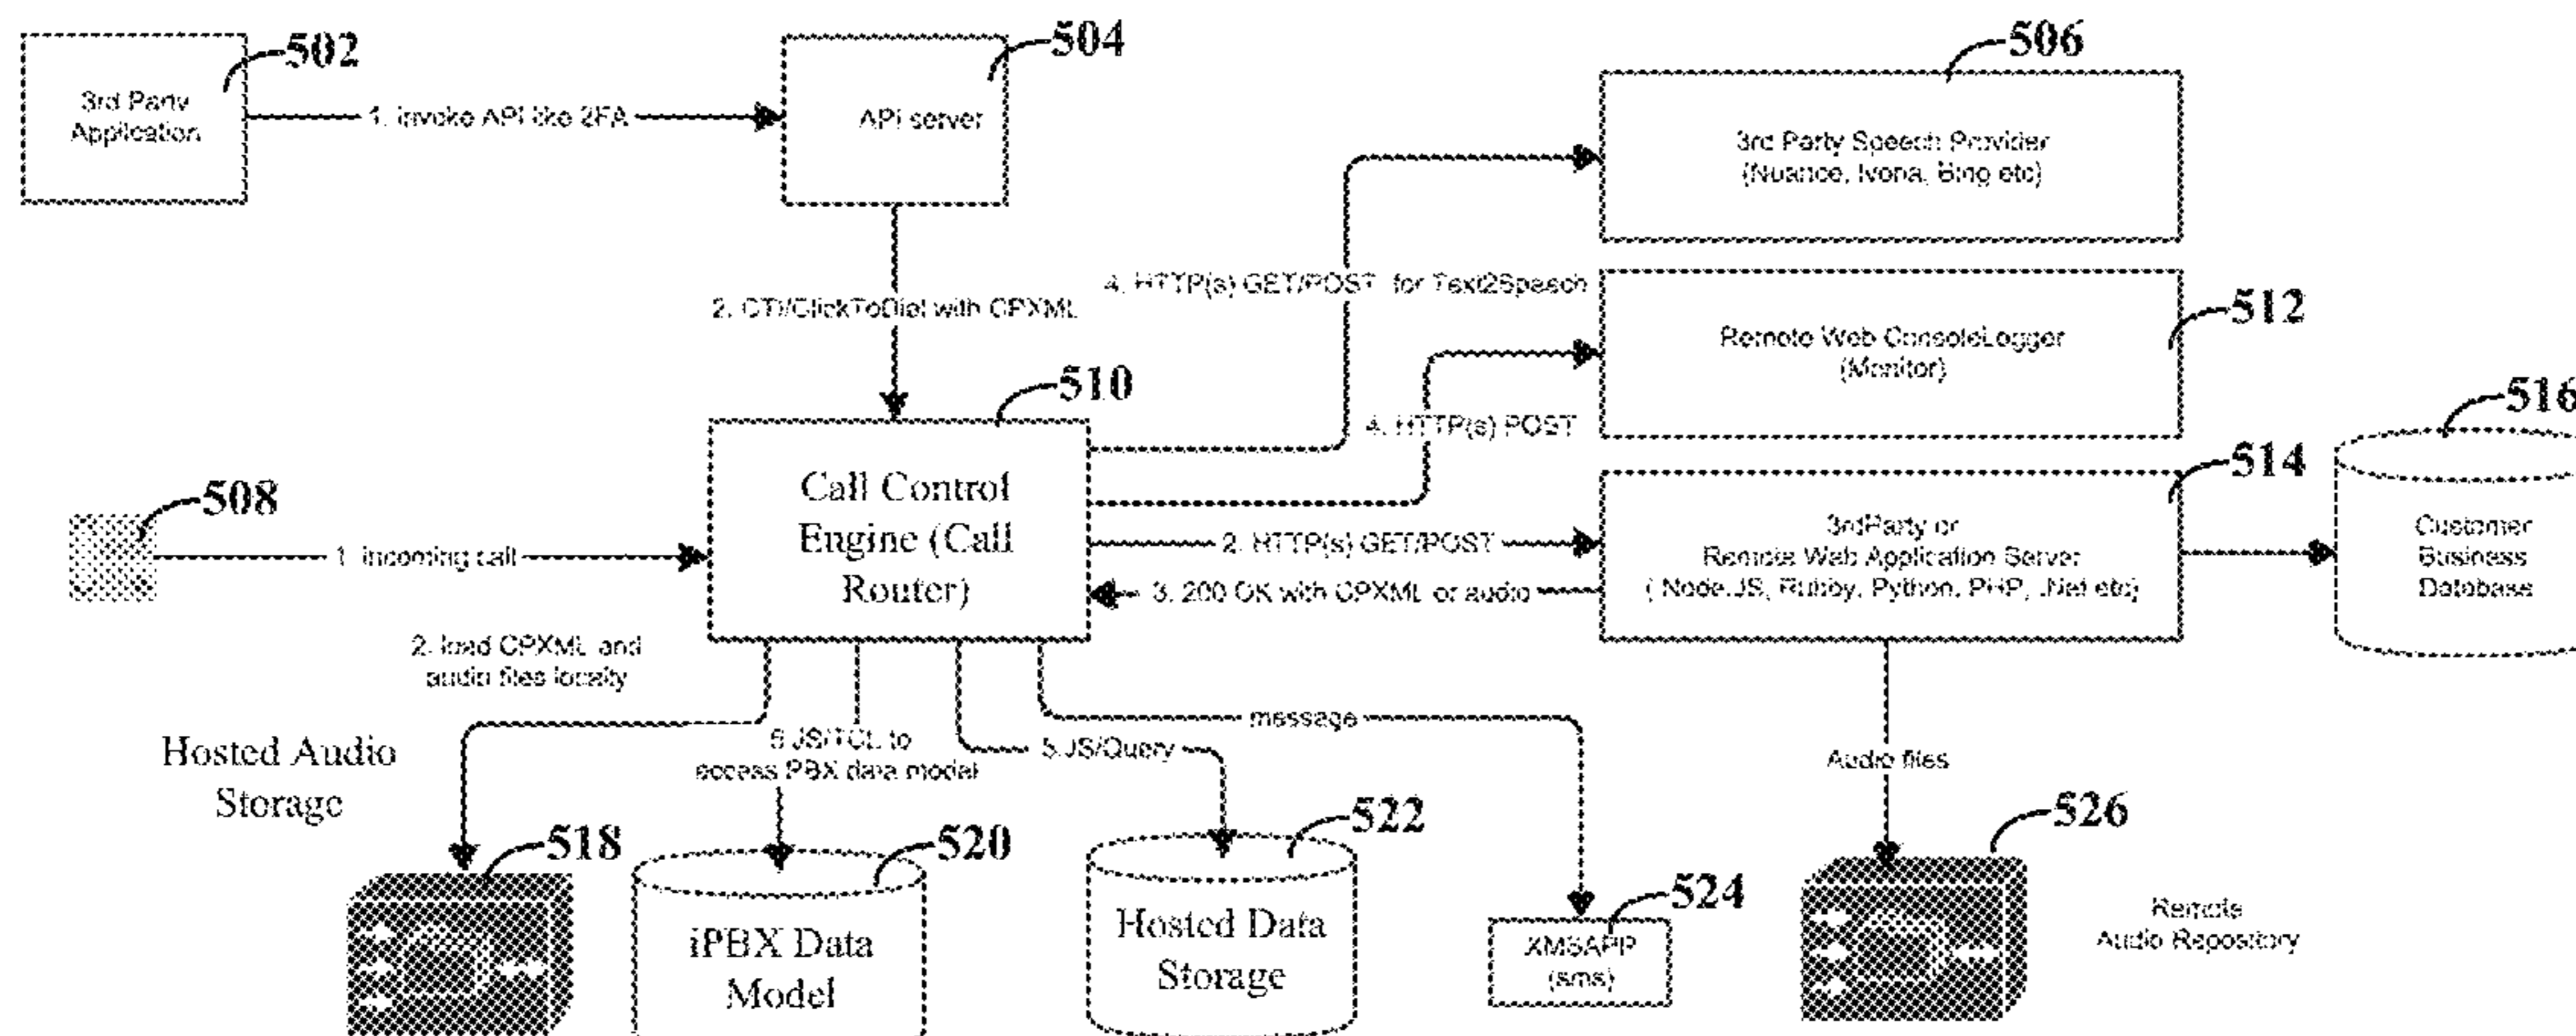 502
504
506
3rd Party
Application
1. invoke API like 2FA
API server
3rd Party Speech Provider
(Nuance, Ivona, Bing etc)
4. HTTP(s) GET/POST for Text2Speech
2. CTI/ClickToDial with CPXML
512
Remote Web ConsoleLogger
(Monitor)
510
516
4. HTTP(s) POST
514
508
Call Control
Engine (Call
Router)
1. incoming call
2. HTTP(s) GET/POST
3. 200 OK with CPXML or audio
3rdParty or
Remote Web Application Server
( Node.JS, Ruby, Python, PHP, .Net etc)
Customer
Business
Database
2. load CPXML and
audio files locally
message
Hosted Audio
Storage
6.JS/TCL to
access PBX data modal
5.JS/Query
Audio files
518
520
522
524
526
iPBX Data
Model
Hosted Data
Storage
XMSAPP
(sms)
Remote
Audio Repository